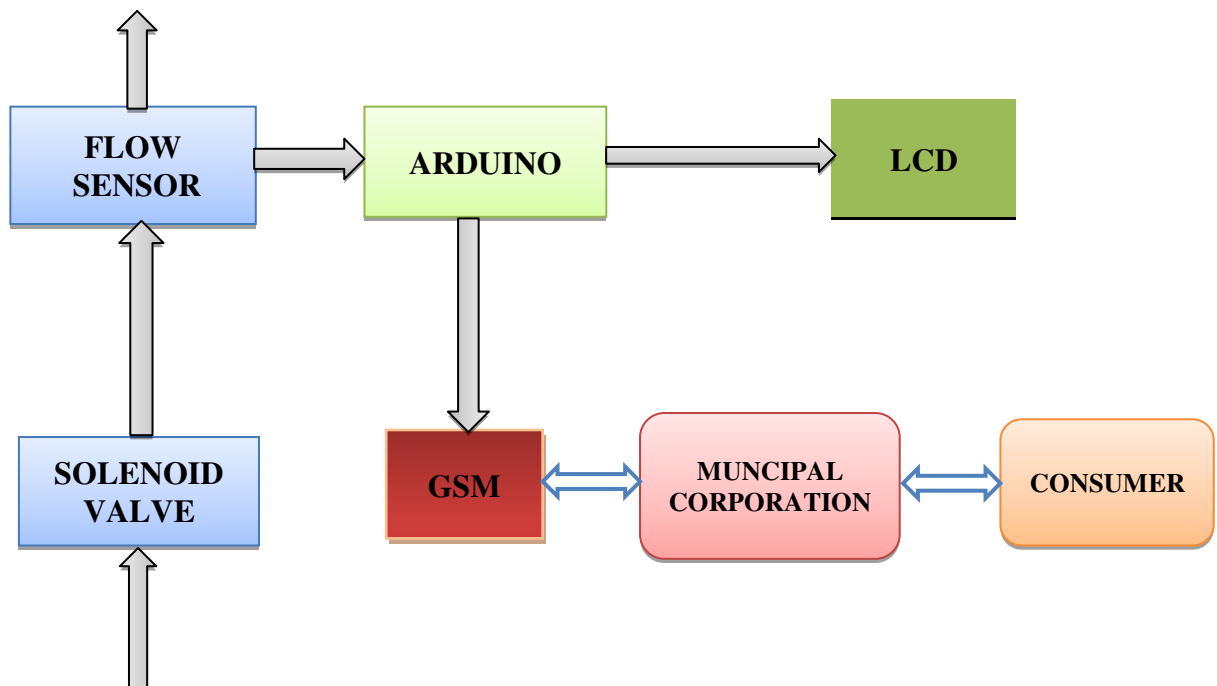 FLOW
SENSOR
ARDUINO
LCD
SOLENOID
VALVE
GSM
MUNCIPAL
CORPORATION
CONSUMER